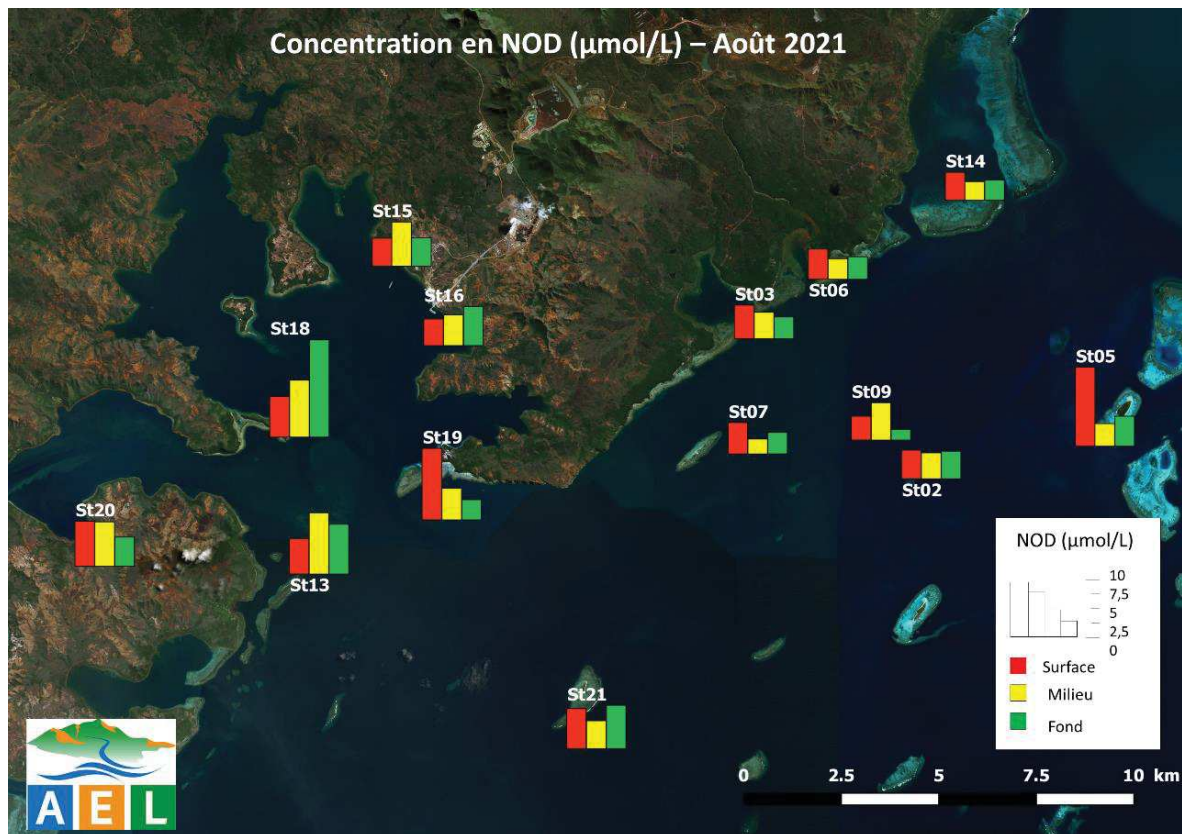 Concentration en NOD (µmol/L) – Août 2021
St14
St15
St06
St16
St03
St18
St05
St09
St07
St19
St02
St20
St13
St21
NOD (µmol/L)
10
7,5
5
2,5
0
Surface
Milieu
Fond
0 2.5 5 7.5 10 km
A E L